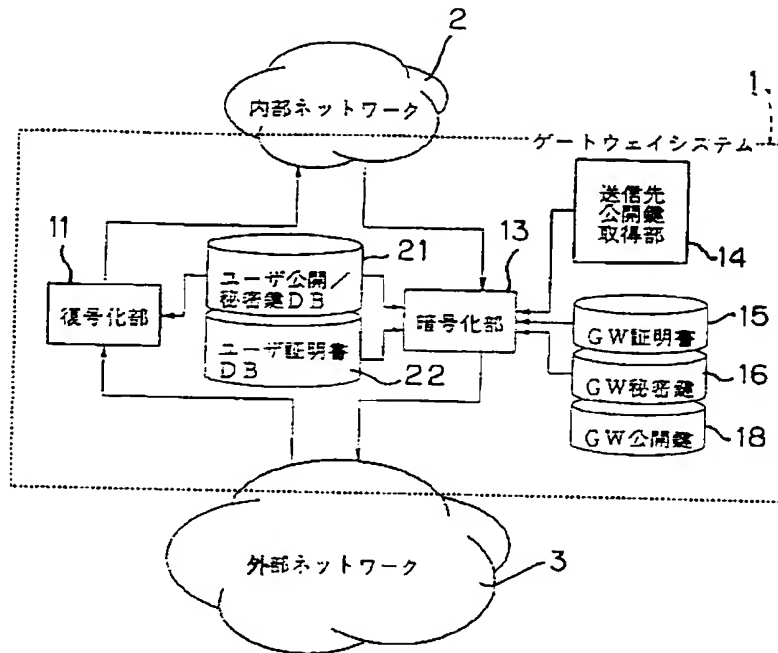 2
内部ネットワーク
1
ゲートウェイシステム
送信先
公開鍵
取得部
14
11
復号化部
21
ユーザ公開／
秘密鍵DB
ユーザ証明書
DB
22
13
暗号化部
15
GW証明書
16
GW秘密鍵
18
GW公開鍵
外部ネットワーク
3